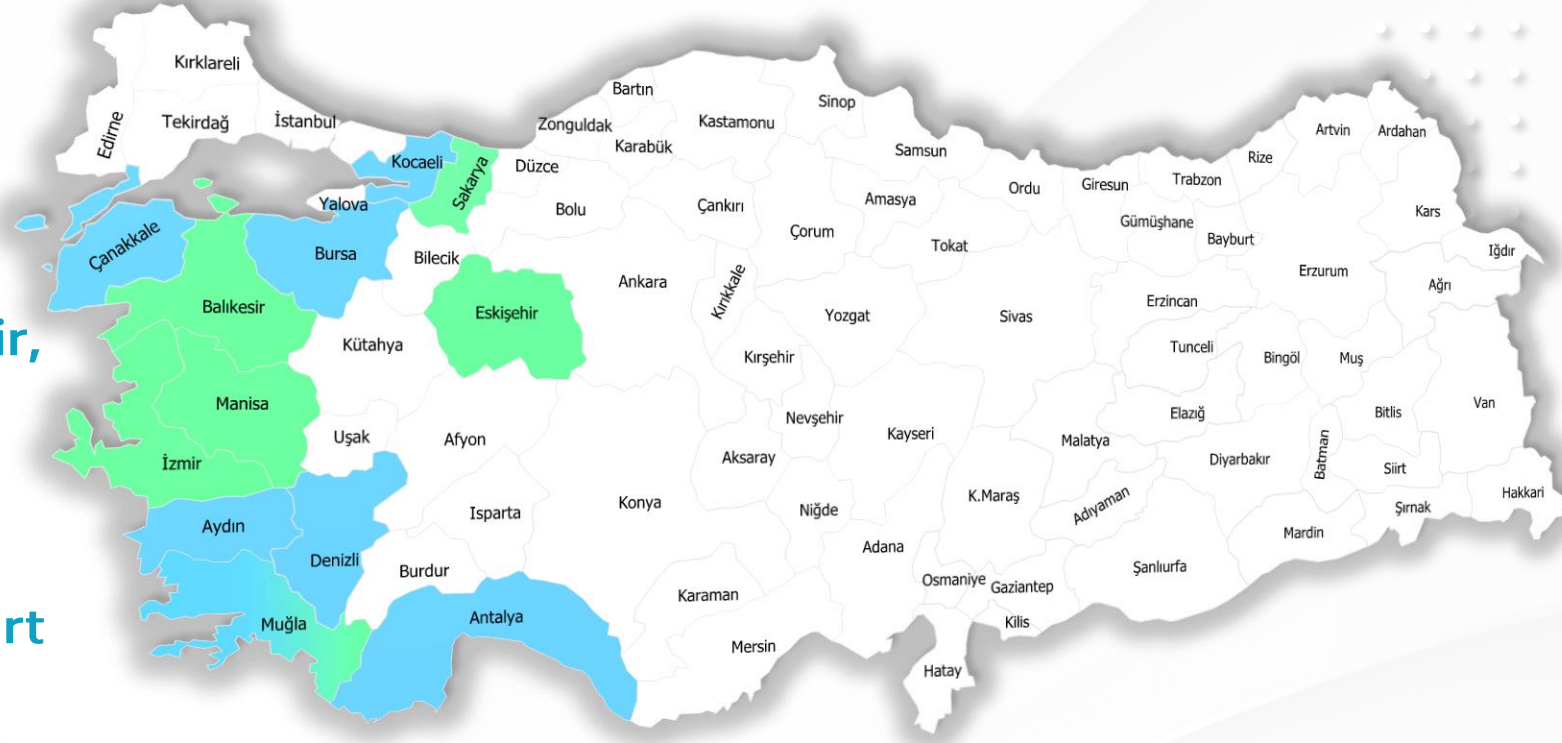 Kırklareli
Edirne
Tekirdağ
İstanbul
Kocaeli
Sakarya
Yalova
Çanakkale
Bursa
Bilecik
Balıkesir
Eskişehir
Kütahya
Manisa
Uşak
Afyon
İzmir
Aydın
Denizli
Isparta
Burdur
Muğla
Antalya
Bartın
Zonguldak
Karabük
Kastamonu
Sinop
Düzce
Bolu
Çankırı
Samsun
Amasya
Çorum
Tokat
Ordu
Giresun
Trabzon
Rize
Artvin
Ardahan
Gümüşhane
Bayburt
Kars
Iğdır
Ankara
Kırıkkale
Yozgat
Sivas
Erzincan
Erzurum
Ağrı
Kırşehir
Nevşehir
Kayseri
Tunceli
Bingöl
Muş
Elazığ
Malatya
Bitlis
Van
Aksaray
Konya
Niğde
K.Maraş
Adıyaman
Diyarbakır
Batman
Siirt
Şırnak
Hakkari
Adana
Osmaniye
Gaziantep
Şanlıurfa
Mardin
Karaman
Mersin
Kilis
Hatay
ir,
rt